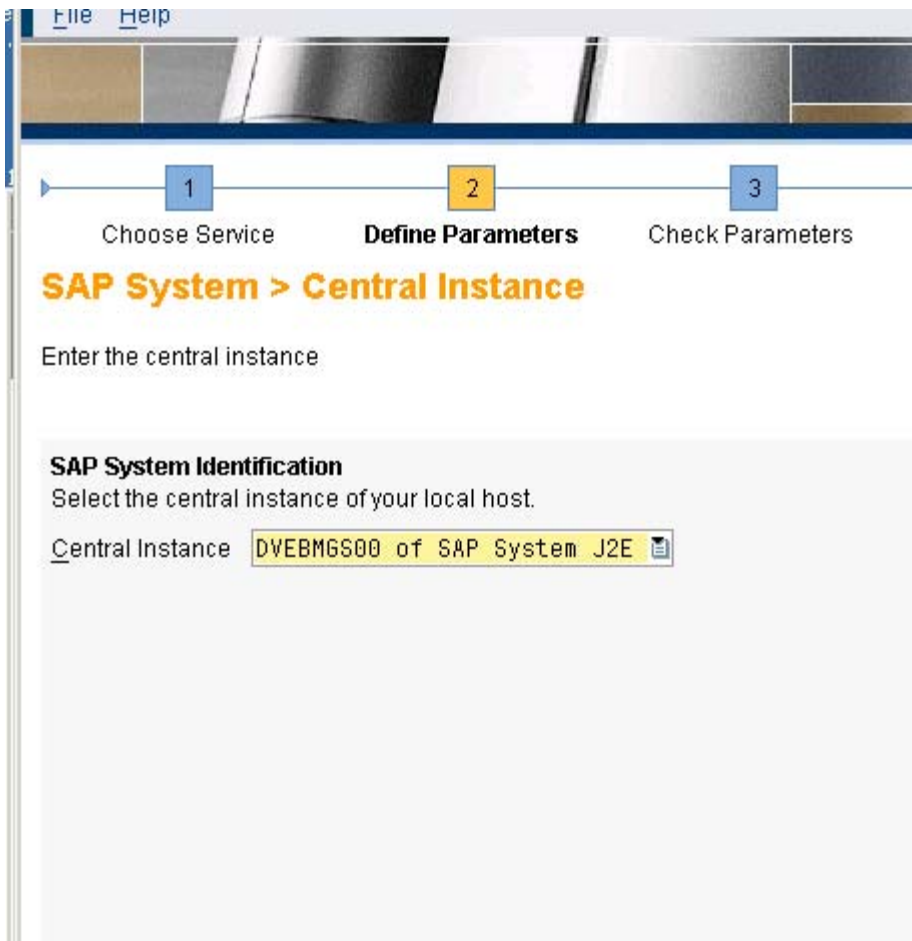 File Help
1 2 3
Choose Service Define Parameters Check Parameters
SAP System > Central Instance
Enter the central instance
SAP System Identification
Select the central instance of your local host.
Central Instance DVEBMGS00 of SAP System J2E